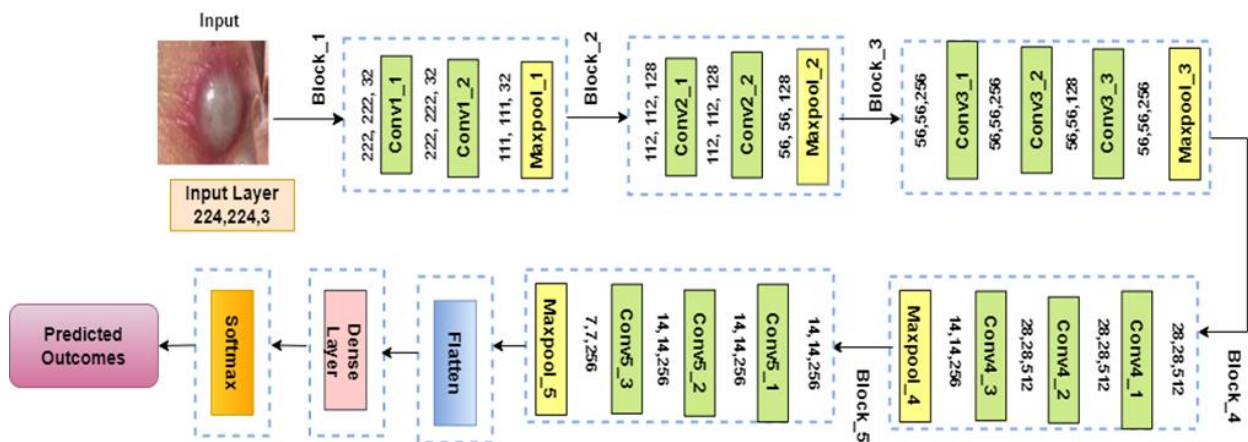 Input
Input Layer
224,224,3
Block_1
222, 222, 32
Conv1_1
222, 222, 32
Conv1_2
111, 111, 32
Maxpool_1
Block_2
112, 112, 128
Conv2_1
112, 112, 128
Conv2_2
56, 56, 128
Maxpool_2
Block_3
56,56,256
Conv3_1
56,56,256
Conv3_2
56,56,128
Conv3_3
56,56,256
Maxpool_3
Block_4
28,28,512
Conv4_1
28,28,512
Conv4_2
28,28,512
Conv4_3
14,14,256
Maxpool_4
Block_5
14,14,256
Conv5_1
14,14,256
Conv5_2
14,14,256
Conv5_3
7,7,256
Maxpool_5
Flatten
Dense
Layer
Softmax
Predicted
Outcomes